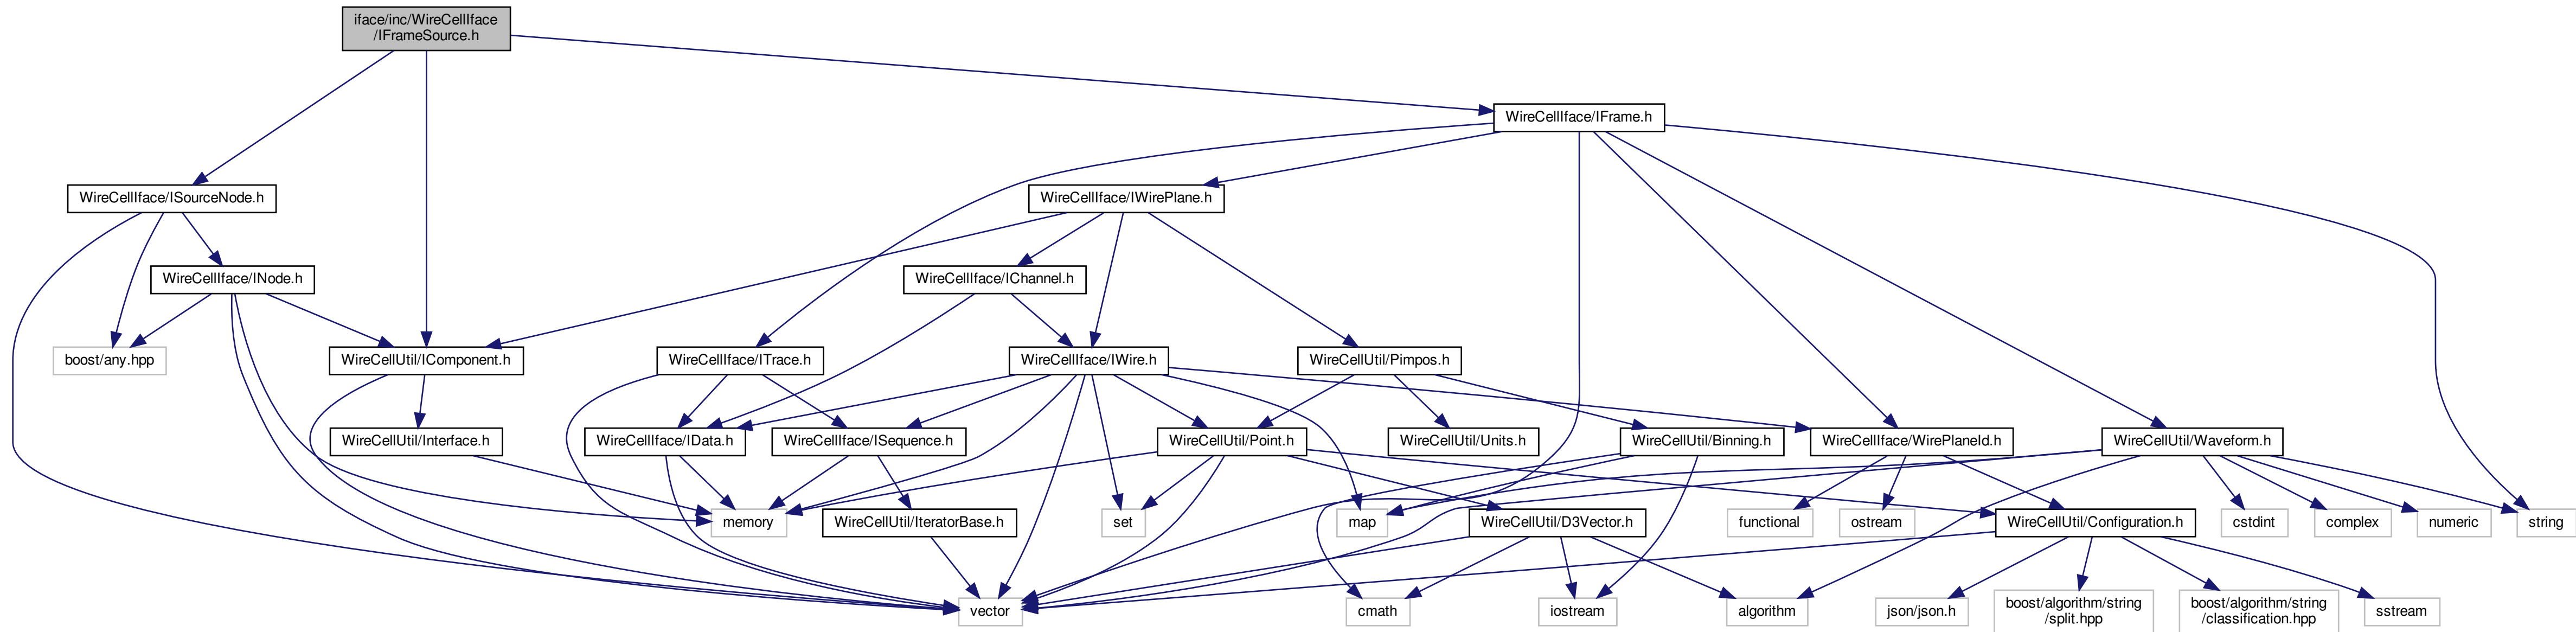 iface/inc/WireCellIface
/IFrameSource.h
WireCellIface/IFrame.h
WireCellIface/ISourceNode.h
WireCellIface/IWirePlane.h
WireCellIface/INode.h
WireCellIface/IChannel.h
boost/any.hpp
WireCellUtil/IComponent.h
WireCellIface/ITrace.h
WireCellIface/IWire.h
WireCellUtil/Pimpos.h
WireCellUtil/Interface.h
WireCellIface/IData.h
WireCellIface/ISequence.h
WireCellUtil/Point.h
WireCellUtil/Units.h
WireCellUtil/Binning.h
WireCellIface/WirePlaneId.h
WireCellUtil/Waveform.h
memory
WireCellUtil/IteratorBase.h
set
map
WireCellUtil/D3Vector.h
functional
ostream
WireCellUtil/Configuration.h
cstdint
complex
numeric
string
vector
cmath
iostream
algorithm
json/json.h
boost/algorithm/string
/split.hpp
boost/algorithm/string
/classification.hpp
sstream